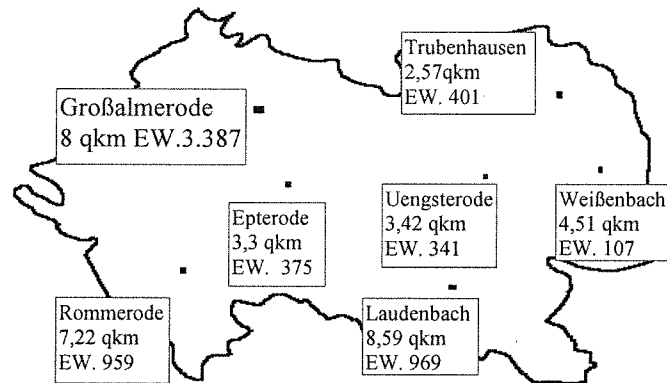 Trubenhausen
2,57qkm
EW. 401
Großalmerode
8 qkm EW.3.387
Epterode
3,3 qkm
EW. 375
Uengsterode
3,42 qkm
EW. 341
Weißenbach
4,51 qkm
EW. 107
Rommerode
7,22 qkm
EW. 959
Laudenbach
8,59 qkm
EW. 969